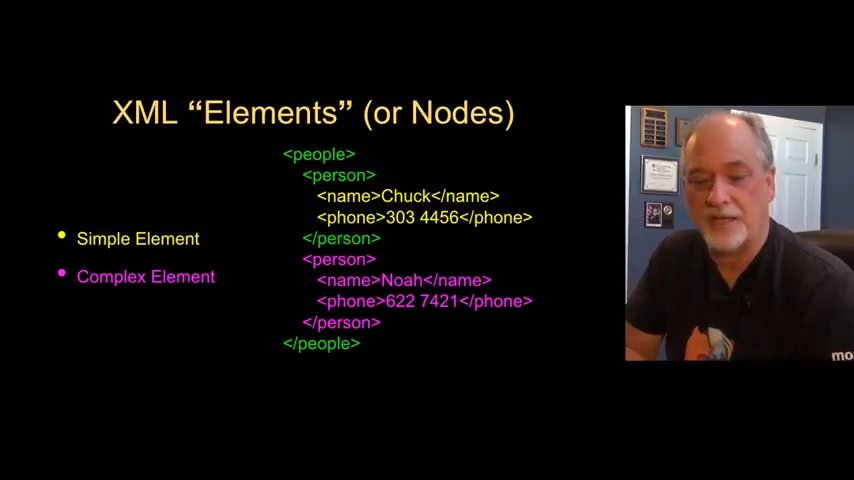 XML “Elements” (or Nodes)
<people>
<person>
<name>Chuck</name>
<phone>303 4456</phone>
</person>
<person>
<name>Noah</name>
<phone>622 7421</phone>
</person>
</people>
• Simple Element
• Complex Element
mo